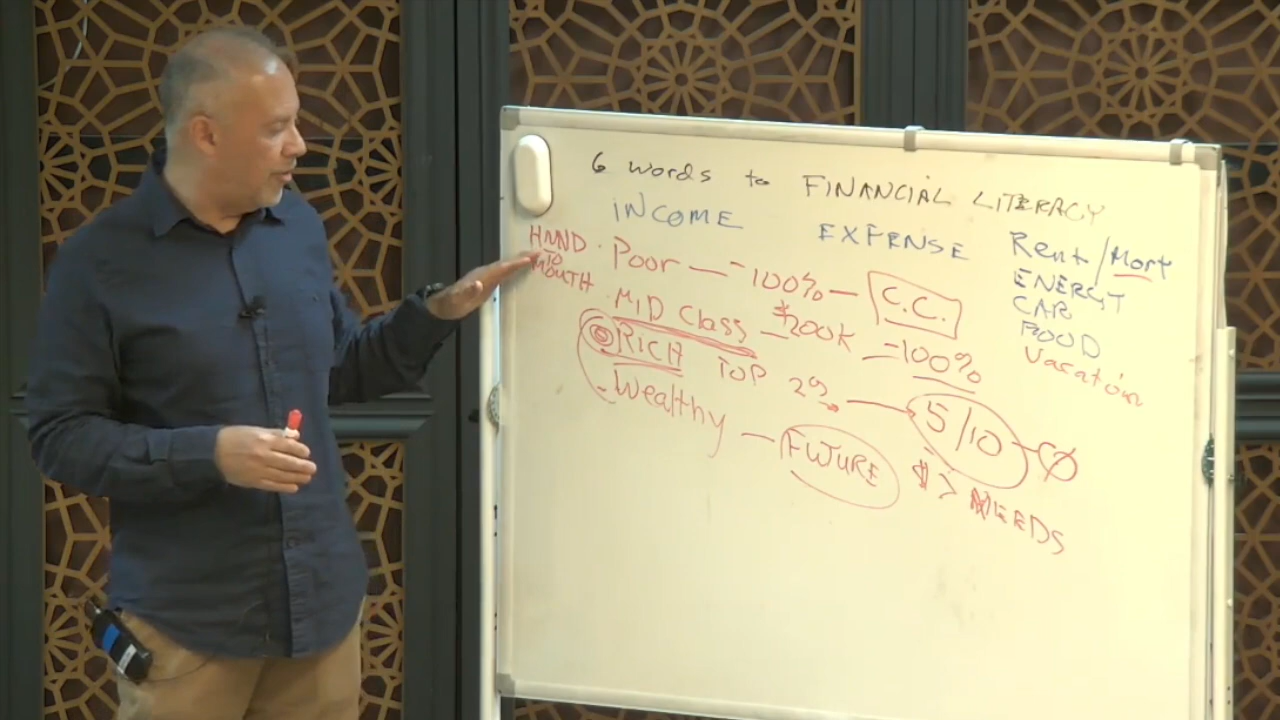 6 words to FINANCIAL LITERACY
INCOME EXPENSE Rent/Mort
ENERGY
CAR
FOOD
Vacation
HAND TO MOUTH
Poor — 100% — C.C.
MID Class — $200K — 100%
RICH TOP 2% — 5/10 — Ø
Wealthy — FUTURE $ > NEEDS